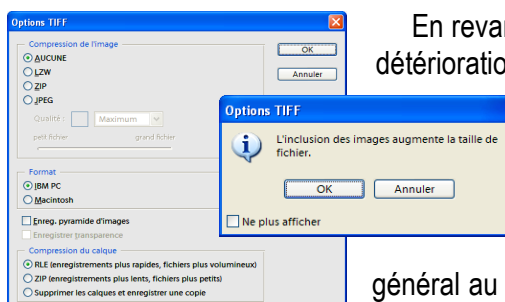 Options TIFF
Compression de l'image
AUCUNE
LZW
ZIP
JPEG
Qualité :
Maximum
petit fichier
grand fichier
OK
Annuler
Format
IBM PC
Macintosh
Enreg. pyramide d'images
Enregistrer transparence
Compression du calque
RLE (enregistrements plus rapides, fichiers plus volumineux)
ZIP (enregistrements plus lents, fichiers plus petits)
Supprimer les calques et enregistrer une copie
En revan
détérioratio
Options TIFF
L'inclusion des images augmente la taille de
fichier.
OK
Annuler
Ne plus afficher
général au